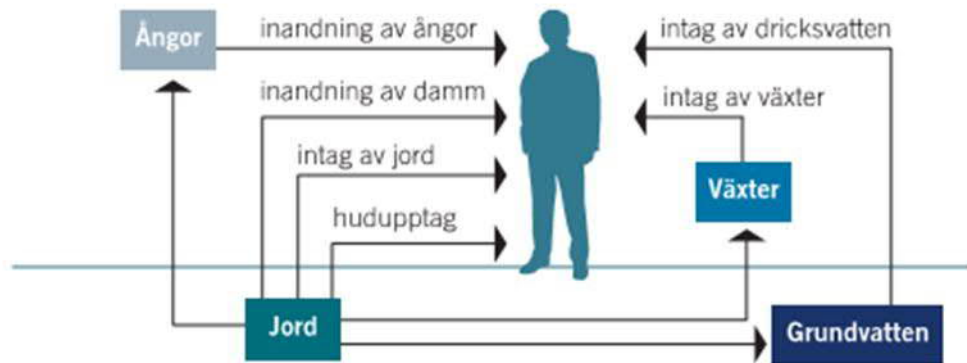 Ångor
inandning av ångor
intag av dricksvatten
inandning av damm
intag av växter
intag av jord
Växter
hudupptag
Jord
Grundvatten